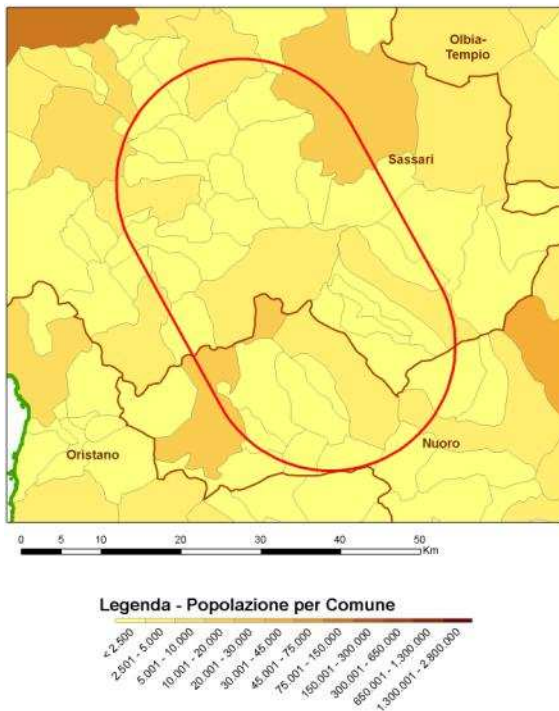 Olbia-
Tempio
Sassari
Oristano
Nuoro
0 5 10 20 30 40 50
Km
Legenda - Popolazione per Comune
< 2.500
2.501 - 5.000
5.001 - 10.000
10.001 - 20.000
20.001 - 30.000
30.001 - 45.000
45.001 - 75.000
75.001 - 150.000
150.001 - 300.000
300.001 - 650.000
650.001 - 1.300.000
1.300.001 - 2.800.000